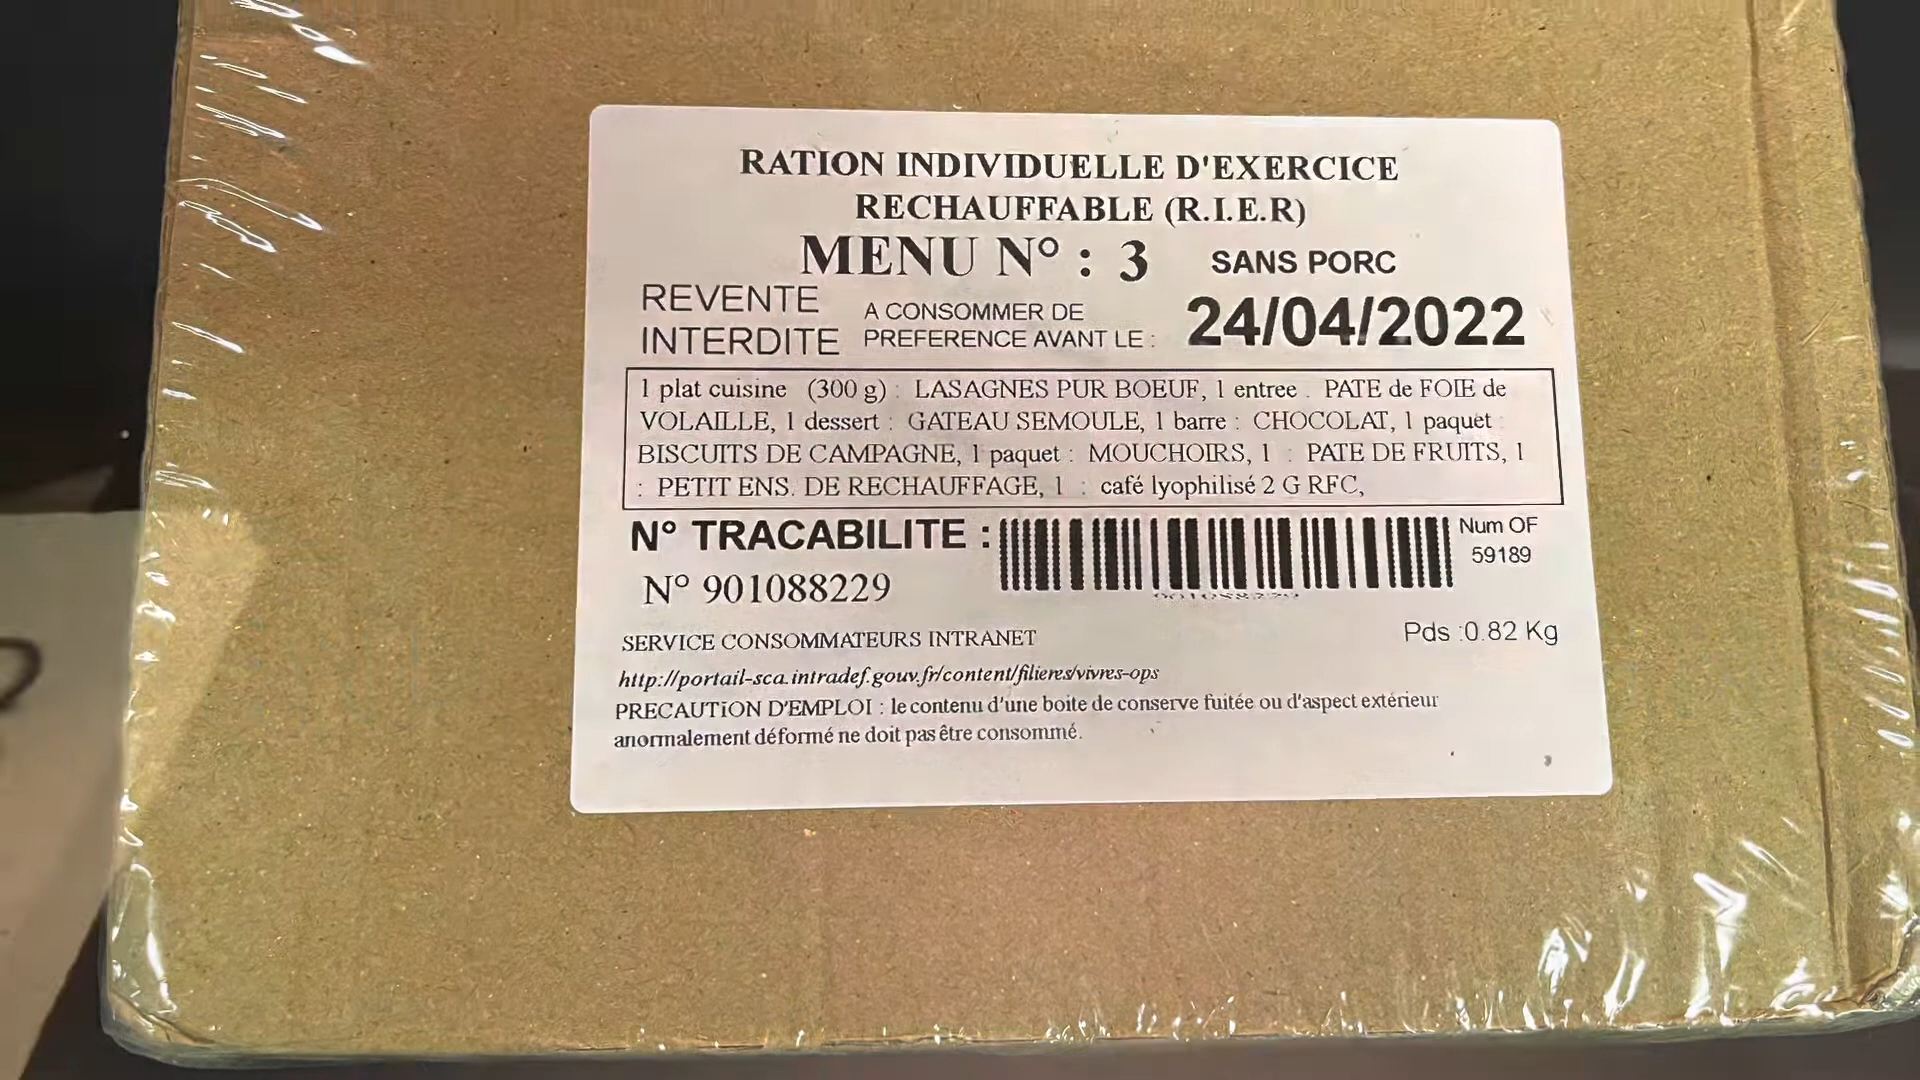 RATION INDIVIDUELLE D'EXERCICE
RECHAUFFABLE (R.I.E.R)
MENU N° : 3 SANS PORC
REVENTE INTERDITE
A CONSOMMER DE
PREFERENCE AVANT LE : 24/04/2022
1 plat cuisine (300 g) : LASAGNES PUR BOEUF, 1 entree . PATE de FOIE de
VOLAILLE, 1 dessert : GATEAU SEMOULE, 1 barre : CHOCOLAT, 1 paquet :
BISCUITS DE CAMPAGNE, 1 paquet : MOUCHOIRS, 1 : PATE DE FRUITS, 1
: PETIT ENS. DE RECHAUFFAGE, 1 : café lyophilisé 2 G RFC,
N° TRACABILITE :
Num OF
59189
N° 901088229
SERVICE CONSOMMATEURS INTRANET
Pds :0.82 Kg
http://portail-sca.intradef.gouv.fr/content/filieres/vivres-ops
PRECAUTiON D'EMPLOI : le contenu d'une boite de conserve fuitée ou d'aspect extérieur
anormalement déformé ne doit pas être consommé.